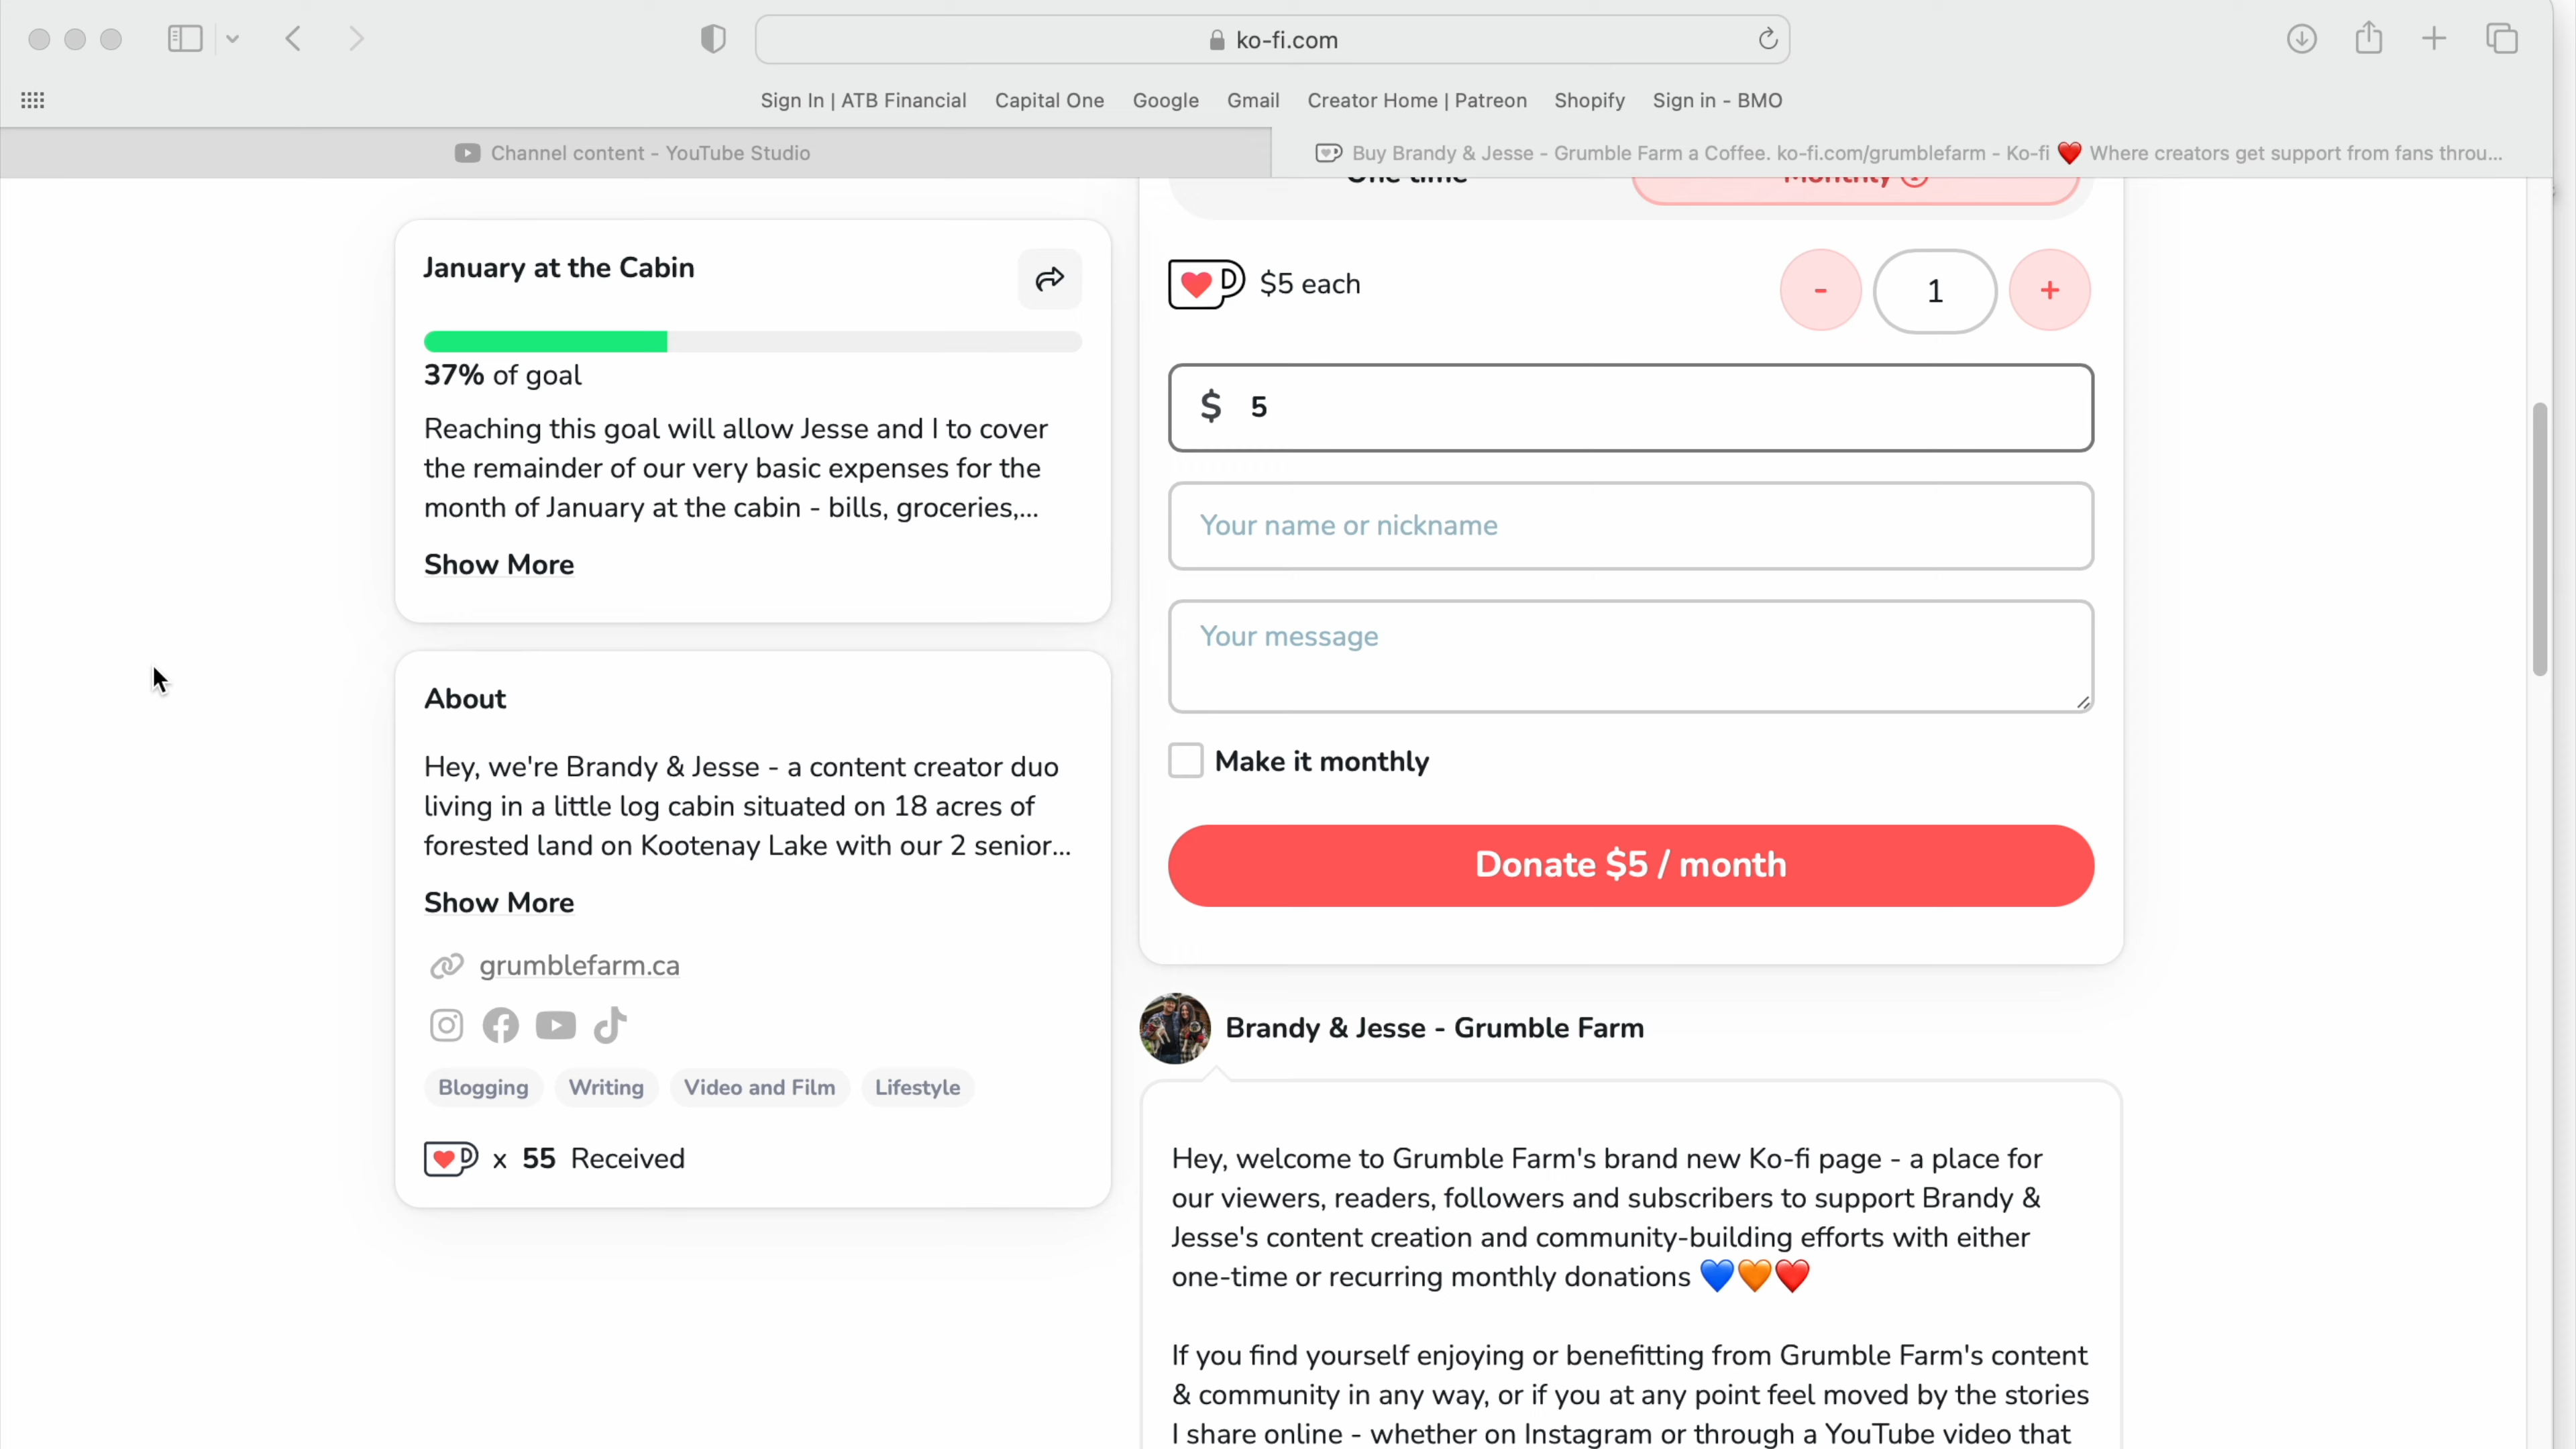 ko-fi.com
Sign In | ATB Financial Capital One Google Gmail Creator Home | Patreon Shopify Sign in - BMO
Channel content - YouTube Studio
Buy Brandy & Jesse - Grumble Farm a Coffee. ko-fi.com/grumblefarm - Ko-fi ❤️ Where creators get support from fans throu...
One-time Monthly
January at the Cabin
37% of goal
Reaching this goal will allow Jesse and I to cover
the remainder of our very basic expenses for the
month of January at the cabin - bills, groceries,...
Show More
About
Hey, we're Brandy & Jesse - a content creator duo
living in a little log cabin situated on 18 acres of
forested land on Kootenay Lake with our 2 senior...
Show More
grumblefarm.ca
Blogging Writing Video and Film Lifestyle
D x 55 Received
D $5 each - 1 +
$ 5
Your name or nickname
Your message
Make it monthly
Donate $5 / month
Brandy & Jesse - Grumble Farm
Hey, welcome to Grumble Farm's brand new Ko-fi page - a place for
our viewers, readers, followers and subscribers to support Brandy &
Jesse's content creation and community-building efforts with either
one-time or recurring monthly donations 💙🧡❤️
If you find yourself enjoying or benefitting from Grumble Farm's content
& community in any way, or if you at any point feel moved by the stories
I share online - whether on Instagram or through a YouTube video that